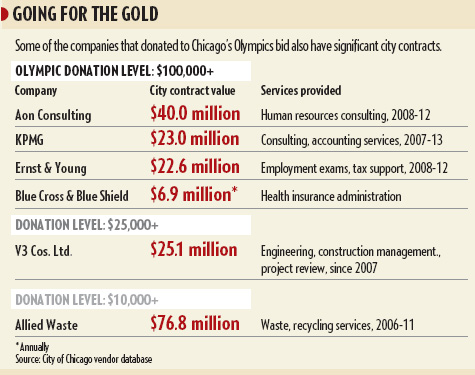 GOING FOR THE GOLD
Some of the companies that donated to Chicago's Olympics bid also have significant city contracts.
OLYMPIC DONATION LEVEL: $100,000+
Company City contract value Services provided
Aon Consulting $40.0 million Human resources consulting, 2008-12
KPMG $23.0 million Consulting, accounting services, 2007-13
Ernst & Young $22.6 million Employment exams, tax support, 2008-12
Blue Cross & Blue Shield $6.9 million* Health insurance administration
DONATION LEVEL: $25,000+
V3 Cos. Ltd. $25.1 million Engineering, construction management.,
project review, since 2007
DONATION LEVEL: $10,000+
Allied Waste $76.8 million Waste, recycling services, 2006-11
* Annually
Source: City of Chicago vendor database